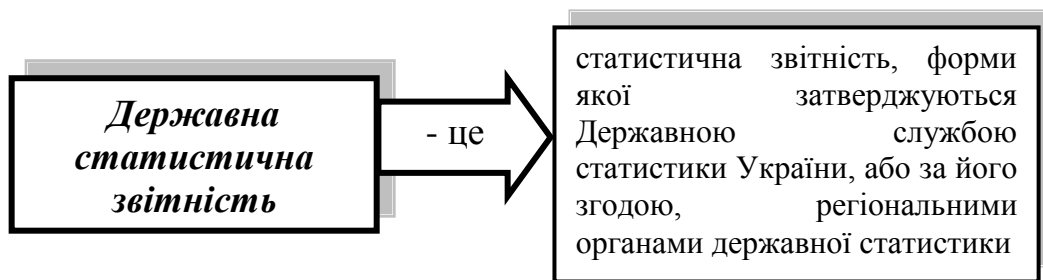 Державна
статистична
звітність
- це
статистична звітність, форми
якої затверджуються
Державною службою
статистики України, або за його
згодою, регіональними
органами державної статистики